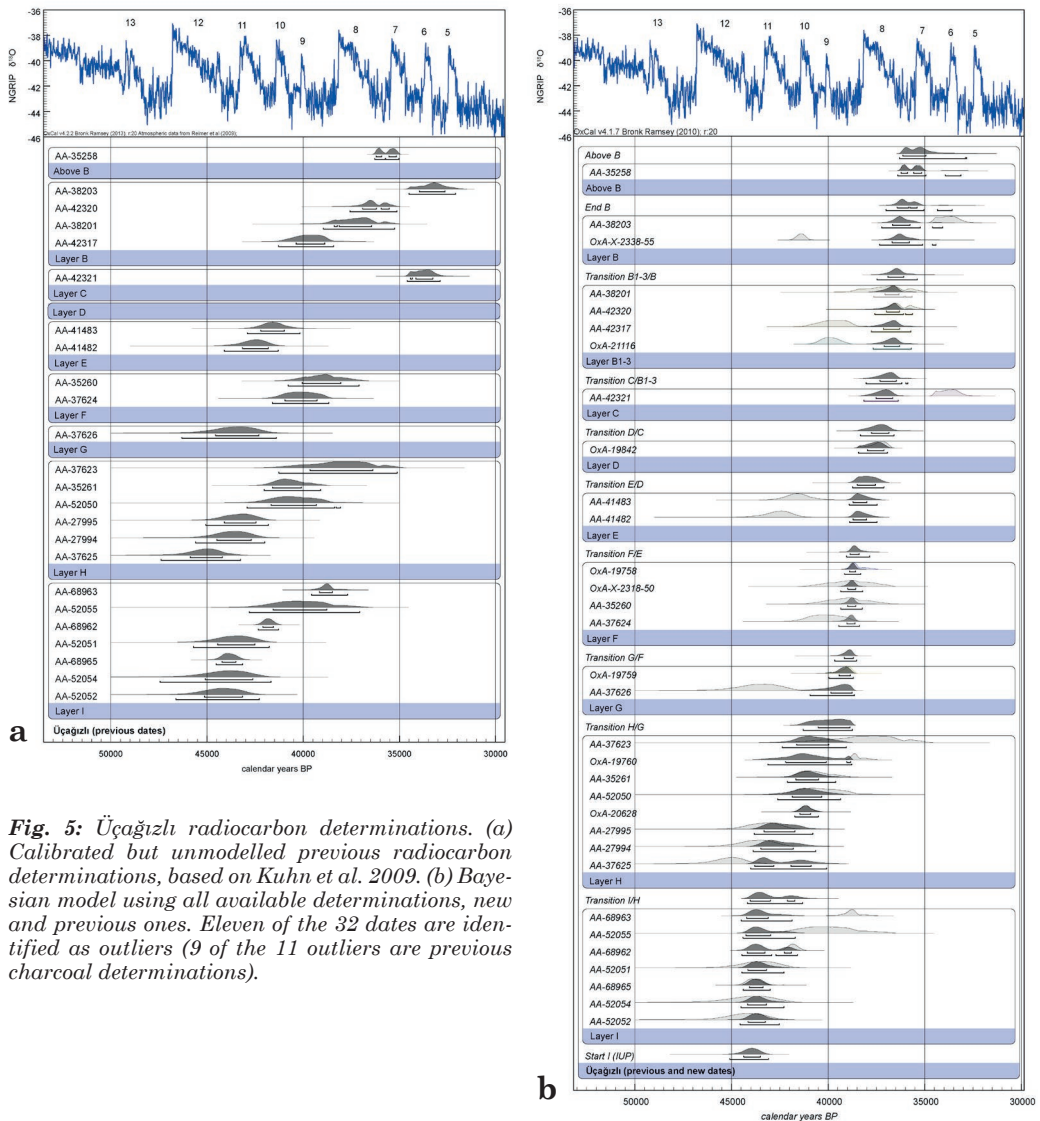 -36
-38
-40
-42
-44
-46
NGRIP δ¹⁸O
13 12 11 10 9 8 7 6 5
OxCal v4.2.2 Bronk Ramsey (2013); r:20 Atmospheric data from Reimer et al (2009);
AA-35258
Above B
AA-38203
AA-42320
AA-38201
AA-42317
Layer B
AA-42321
Layer C
Layer D
AA-41483
AA-41482
Layer E
AA-35260
AA-37624
Layer F
AA-37626
Layer G
AA-37623
AA-35261
AA-52050
AA-27995
AA-27994
AA-37625
Layer H
AA-68963
AA-52055
AA-68962
AA-52051
AA-68965
AA-52054
AA-52052
Layer I
Üçağızlı (previous dates)
a
50000 45000 40000 35000 30000
calendar years BP
Fig. 5: Üçağızlı radiocarbon determinations. (a)
Calibrated but unmodelled previous radiocarbon
determinations, based on Kuhn et al. 2009. (b) Baye-
sian model using all available determinations, new
and previous ones. Eleven of the 32 dates are iden-
tified as outliers (9 of the 11 outliers are previous
charcoal determinations).
-36
-38
-40
-42
-44
-46
NGRIP δ¹⁸O
13 12 11 10 9 8 7 6 5
OxCal v4.1.7 Bronk Ramsey (2010); r:20
Above B
AA-35258
Above B
End B
AA-38203
OxA-X-2338-55
Layer B
Transition B1-3/B
AA-38201
AA-42320
AA-42317
OxA-21116
Layer B1-3
Transition C/B1-3
AA-42321
Layer C
Transition D/C
OxA-19842
Layer D
Transition E/D
AA-41483
AA-41482
Layer E
Transition F/E
OxA-19758
OxA-X-2318-50
AA-35260
AA-37624
Layer F
Transition G/F
OxA-19759
AA-37626
Layer G
Transition H/G
AA-37623
OxA-19760
AA-35261
AA-52050
OxA-20628
AA-27995
AA-27994
AA-37625
Layer H
Transition I/H
AA-68963
AA-52055
AA-68962
AA-52051
AA-68965
AA-52054
AA-52052
Layer I
Start I (IUP)
Üçağızlı (previous and new dates)
b
50000 45000 40000 35000 30000
calendar years BP